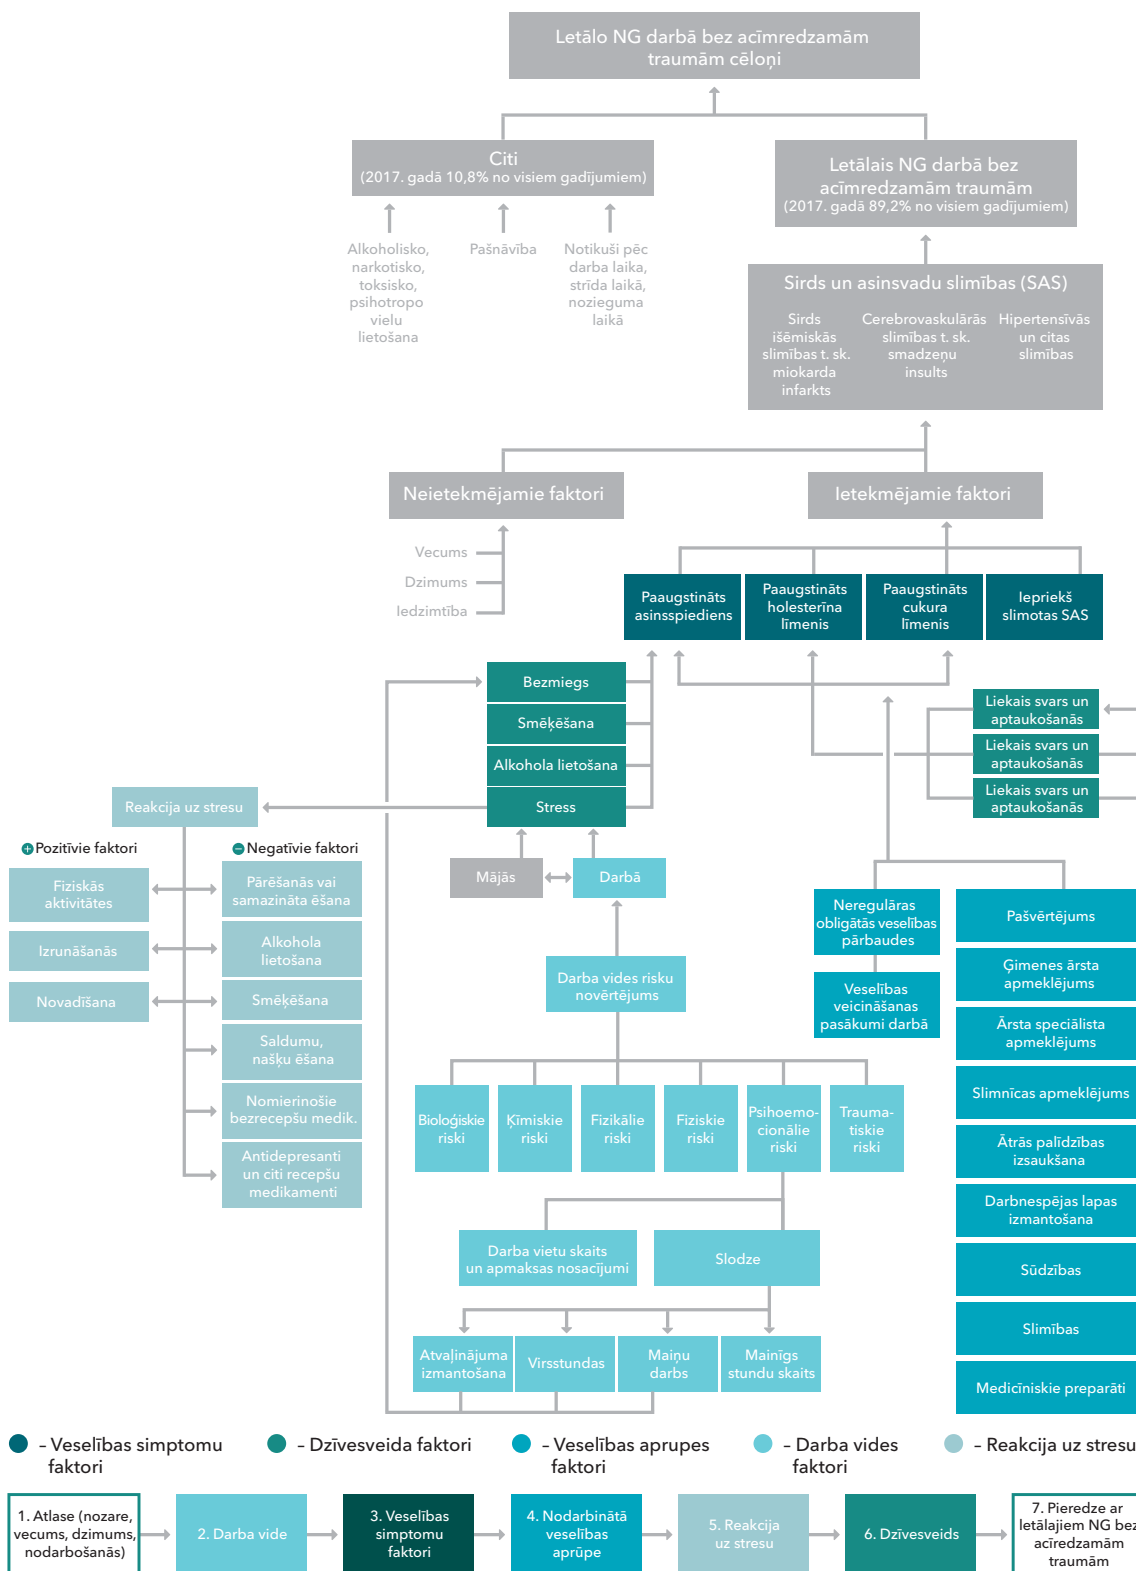 Letālo NG darbā bez acīmredzamām
traumām cēloņi
Citi
(2017. gadā 10,8% no visiem gadījumiem)
Letālais NG darbā bez
acīmredzamām traumām
(2017. gadā 89,2% no visiem gadījumiem)
Alkoholisko,
narkotisko,
toksisko,
psihotropo
vielu
lietošana
Pašnāvība
Notikuši pēc
darba laika,
strīda laikā,
nozieguma
laikā
Sirds un asinsvadu slimības (SAS)
Sirds
išēmiskās
slimības t. sk.
miokarda
infarkts
Cerebrovaskulārās
slimības t. sk.
smadzeņu
insults
Hipertensīvās
un citas
slimības
Neietekmējamie faktori
Ietekmējamie faktori
Vecums
Dzimums
Iedzimtība
Paaugstināts
asinsspiediens
Paaugstināts
holesterīna
līmenis
Paaugstināts
cukura
līmenis
Iepriekš
slimotas SAS
Bezmiegs
Smēķēšana
Alkohola lietošana
Stress
Liekais svars un
aptaukošanās
Liekais svars un
aptaukošanās
Liekais svars un
aptaukošanās
Reakcija uz stresu
+ Pozitīvie faktori
– Negatīvie faktori
Fiziskās
aktivitātes
Izrunāšanās
Novadīšana
Pārēšanās vai
samazināta ēšana
Alkohola
lietošana
Smēķēšana
Saldumu,
našķu ēšana
Nomierinošie
bezrecepšu medik.
Antidepresanti
un citi recepšu
medikamenti
Mājās
Darbā
Darba vides risku
novērtējums
Neregulāras
obligātās veselības
pārbaudes
Veselības
veicināšanas
pasākumi darbā
Pašvērtējums
Ģimenes ārsta
apmeklējums
Ārsta speciālista
apmeklējums
Slimnīcas apmeklējums
Ātrās palīdzības
izsaukšana
Darbnespējas lapas
izmantošana
Sūdzības
Slimības
Medicīniskie preparāti
Bioloģiskie
riski
Ķīmiskie
riski
Fizikālie
riski
Fiziskie
riski
Psihoemo-
cionālie
riski
Trauma-
tiskie
riski
Darba vietu skaits
un apmaksas nosacījumi
Slodze
Atvaļinājuma
izmantošana
Virsstundas
Maiņu
darbs
Mainīgs
stundu skaits
– Veselības simptomu
faktori
– Dzīvesveida faktori
– Veselības aprupes
faktori
– Darba vides
faktori
– Reakcija uz stresu
1. Atlase (nozare,
vecums, dzimums,
nodarbošanās)
2. Darba vide
3. Veselības
simptomu
faktori
4. Nodarbinātā
veselības
aprūpe
5. Reakcija
uz stresu
6. Dzīvesveids
7. Pieredze ar
letālajiem NG bez
acīredzamām
traumām